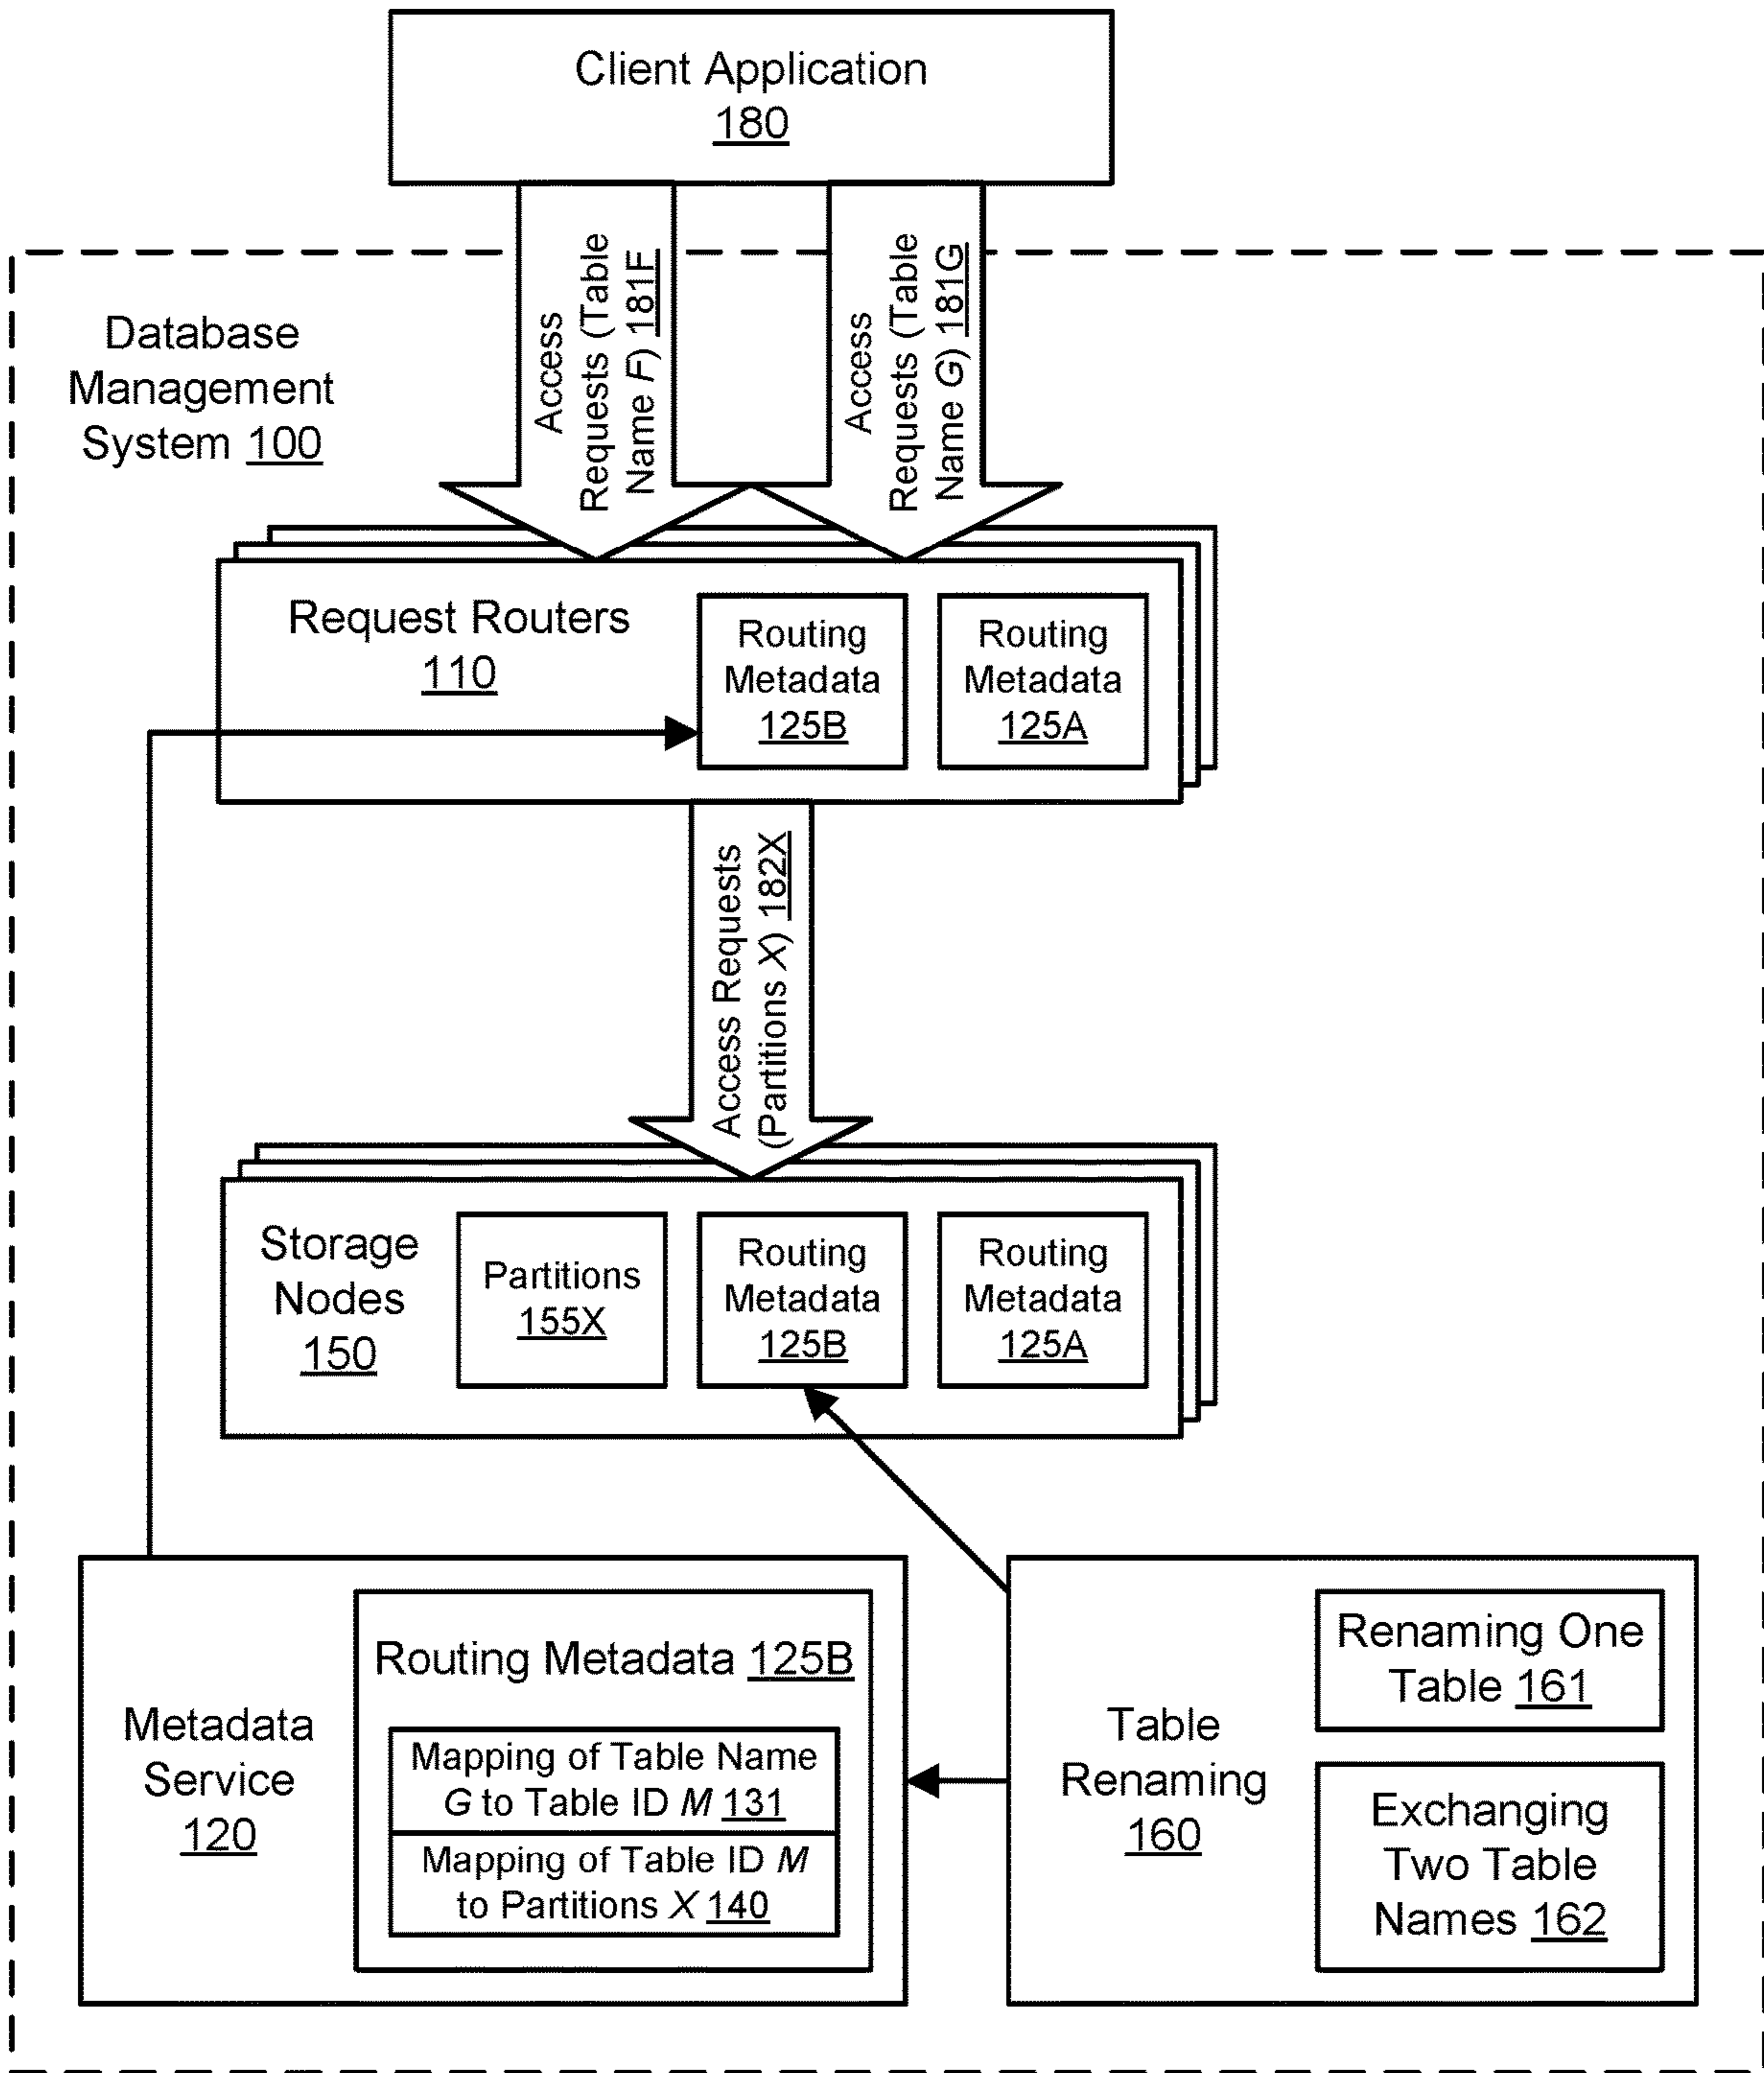 Client Application
180
Database
Management
System 100
Access
Requests (Table
Name F) 181F
Access
Requests (Table
Name G) 181G
Request Routers
110
Routing
Metadata
125B
Routing
Metadata
125A
Access Requests
(Partitions X) 182X
Storage
Nodes
150
Partitions
155X
Routing
Metadata
125B
Routing
Metadata
125A
Metadata
Service
120
Routing Metadata 125B
Mapping of Table Name
G to Table ID M 131
Mapping of Table ID M
to Partitions X 140
Table
Renaming
160
Renaming One
Table 161
Exchanging
Two Table
Names 162